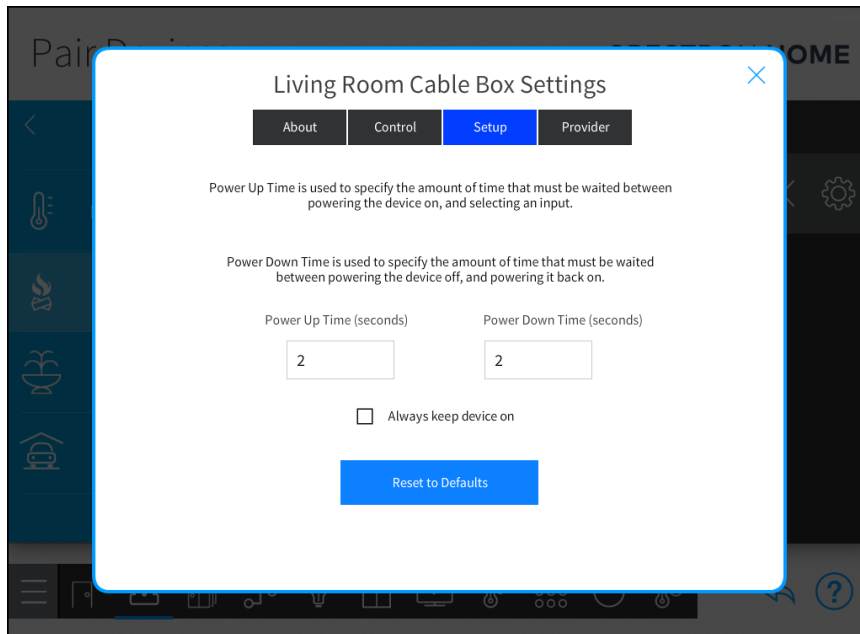 Pair
OME
Living Room Cable Box Settings
About
Control
Setup
Provider
Power Up Time is used to specify the amount of time that must be waited between
powering the device on, and selecting an input.
Power Down Time is used to specify the amount of time that must be waited
between powering the device off, and powering it back on.
Power Up Time (seconds)
Power Down Time (seconds)
2
2
Always keep device on
Reset to Defaults
?